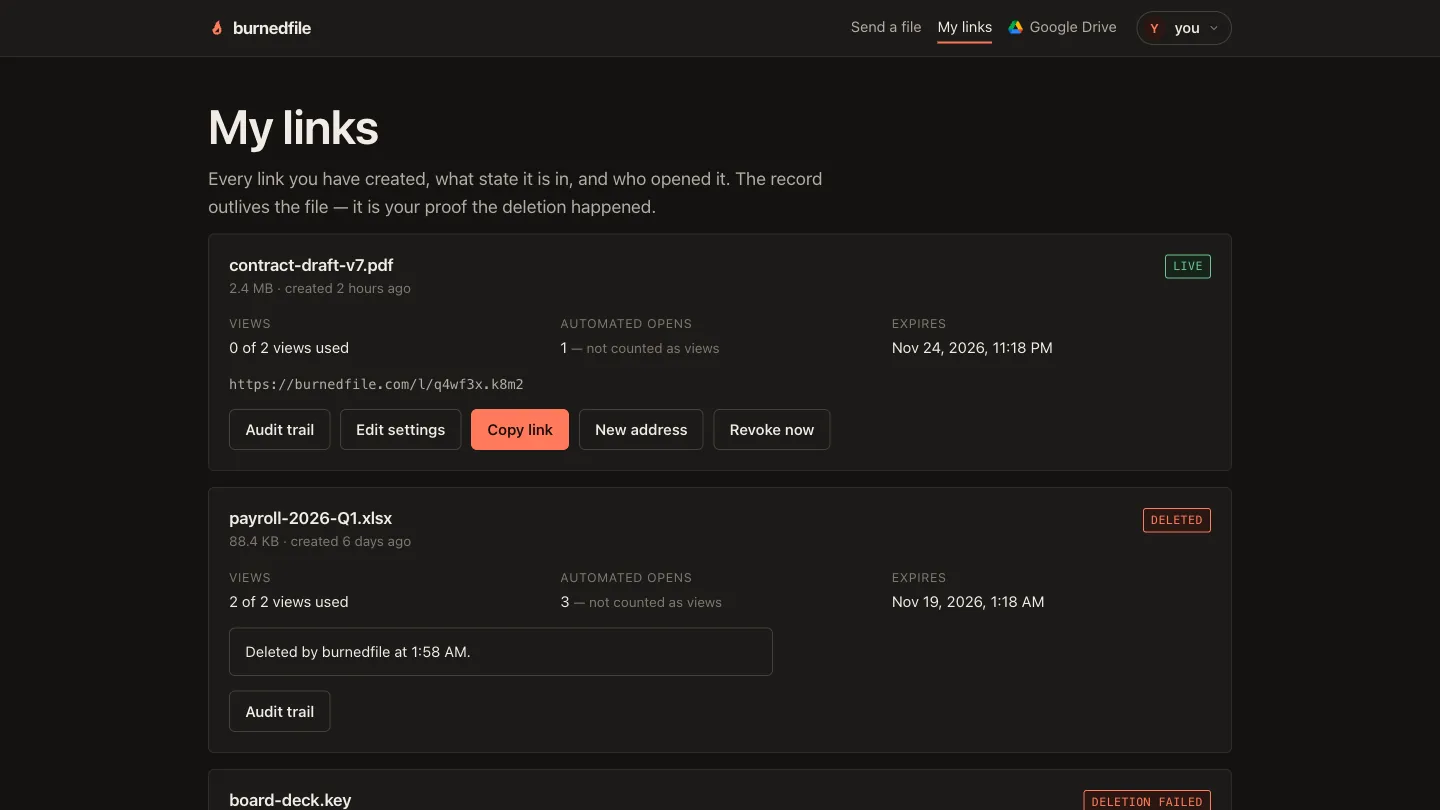 burnedfile
Send a file
My links
Google Drive
Y you
My links
Every link you have created, what state it is in, and who opened it. The record
outlives the file — it is your proof the deletion happened.
contract-draft-v7.pdf
LIVE
2.4 MB · created 2 hours ago
VIEWS
AUTOMATED OPENS
EXPIRES
0 of 2 views used
1 — not counted as views
Nov 24, 2026, 11:18 PM
https://burnedfile.com/l/q4wf3x.k8m2
Audit trail
Edit settings
Copy link
New address
Revoke now
payroll-2026-Q1.xlsx
DELETED
88.4 KB · created 6 days ago
VIEWS
AUTOMATED OPENS
EXPIRES
2 of 2 views used
3 — not counted as views
Nov 19, 2026, 1:18 AM
Deleted by burnedfile at 1:58 AM.
Audit trail
board-deck.key
DELETION FAILED